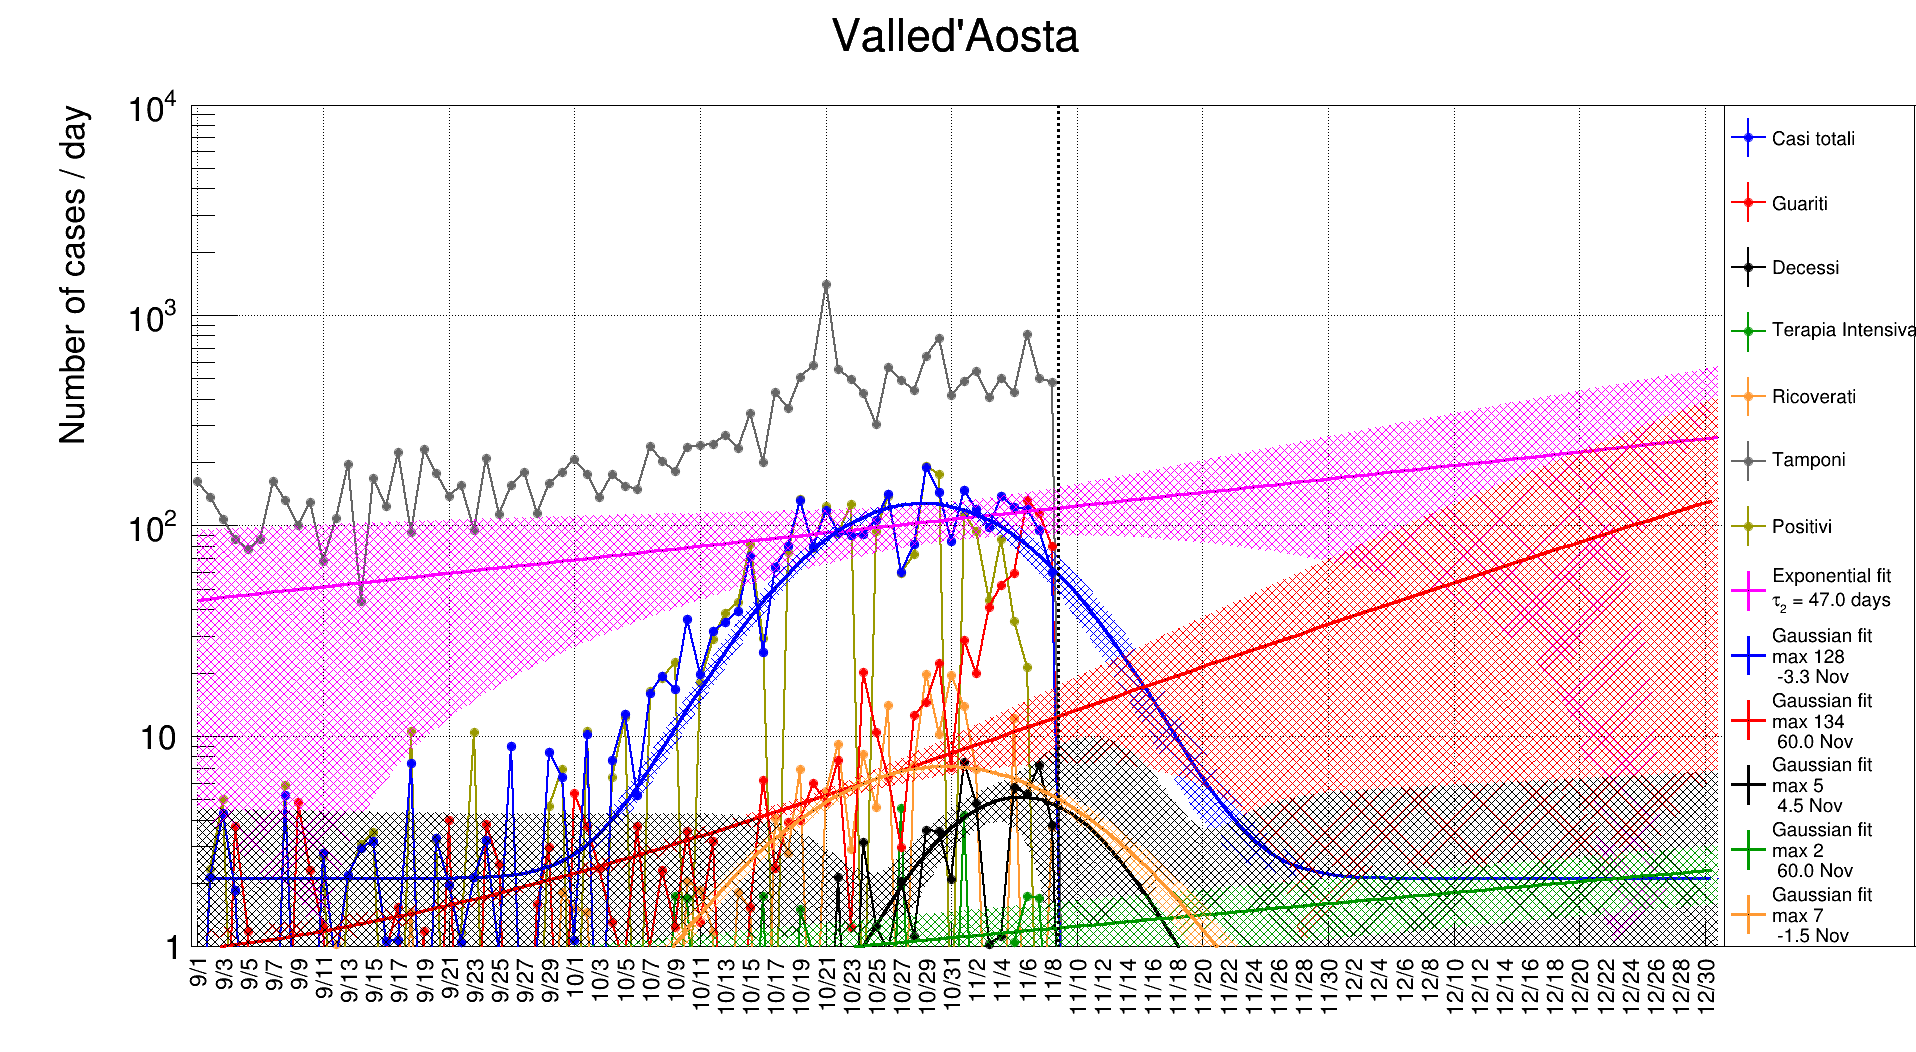 Valled'Aosta
Number of cases / day
10⁴
10³
10²
10
1
9/1
9/3
9/5
9/7
9/9
9/11
9/13
9/15
9/17
9/19
9/21
9/23
9/25
9/27
9/29
10/1
10/3
10/5
10/7
10/9
10/11
10/13
10/15
10/17
10/19
10/21
10/23
10/25
10/27
10/29
10/31
11/2
11/4
11/6
11/8
11/10
11/12
11/14
11/16
11/18
11/20
11/22
11/24
11/26
11/28
11/30
12/2
12/4
12/6
12/8
12/10
12/12
12/14
12/16
12/18
12/20
12/22
12/24
12/26
12/28
12/30
Casi totali
Guariti
Decessi
Terapia Intensiva
Ricoverati
Tamponi
Positivi
Exponential fit
τ₂ = 47.0 days
Gaussian fit
max 128
-3.3 Nov
Gaussian fit
max 134
60.0 Nov
Gaussian fit
max 5
4.5 Nov
Gaussian fit
max 2
60.0 Nov
Gaussian fit
max 7
-1.5 Nov